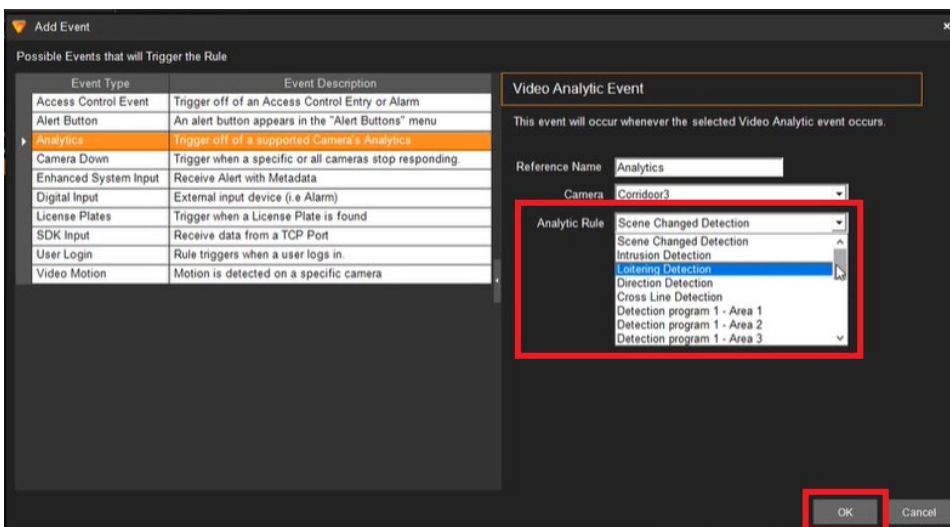 Add Event
Possible Events that will Trigger the Rule
Event Type Event Description
Access Control Event Trigger off of an Access Control Entry or Alarm
Alert Button An alert button appears in the "Alert Buttons" menu
Analytics Trigger off of a supported Camera's Analytics
Camera Down Trigger when a specific or all cameras stop responding.
Enhanced System Input Receive Alert with Metadata
Digital Input External input device (i.e Alarm)
License Plates Trigger when a License Plate is found
SDK Input Receive data from a TCP Port
User Login Rule triggers when a user logs in.
Video Motion Motion is detected on a specific camera
Video Analytic Event
This event will occur whenever the selected Video Analytic event occurs.
Reference Name Analytics
Camera Corridoor3
Analytic Rule Scene Changed Detection
Scene Changed Detection
Intrusion Detection
Loitering Detection
Direction Detection
Cross Line Detection
Detection program 1 - Area 1
Detection program 1 - Area 2
Detection program 1 - Area 3
OK Cancel